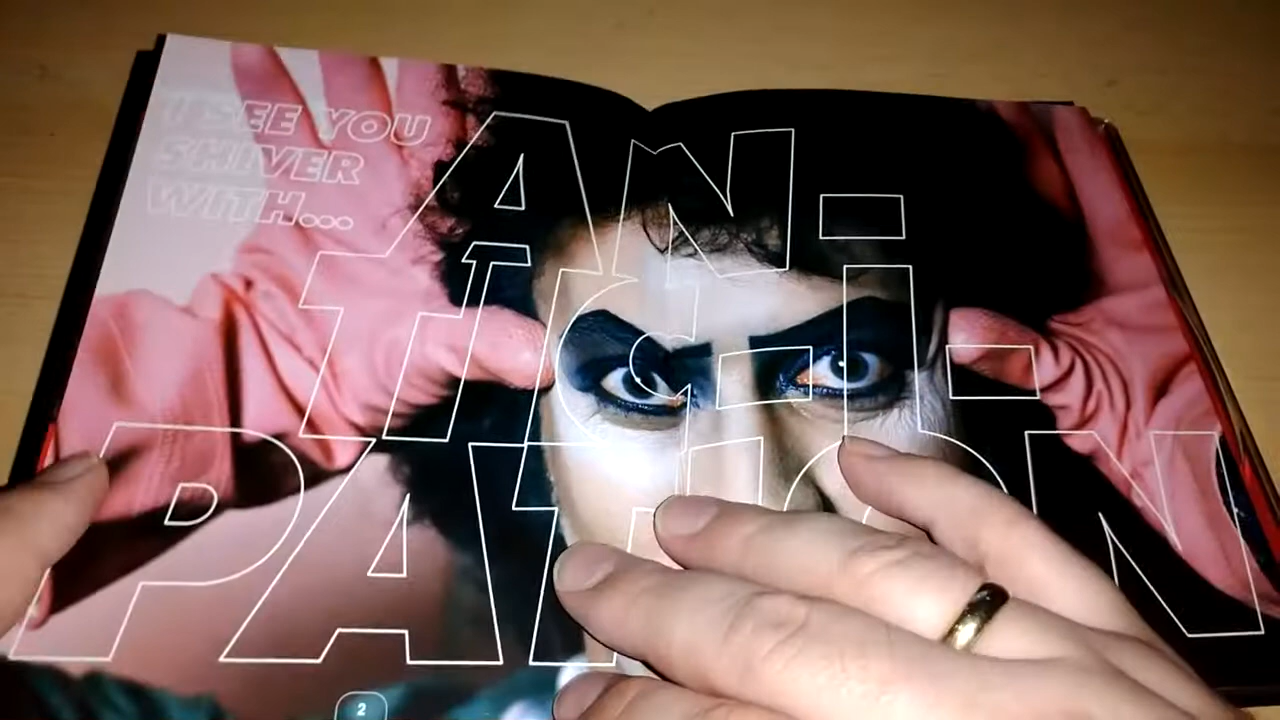 I SEE YOU
SHIVER
WITH...
AN-
TICI-
PATION
2